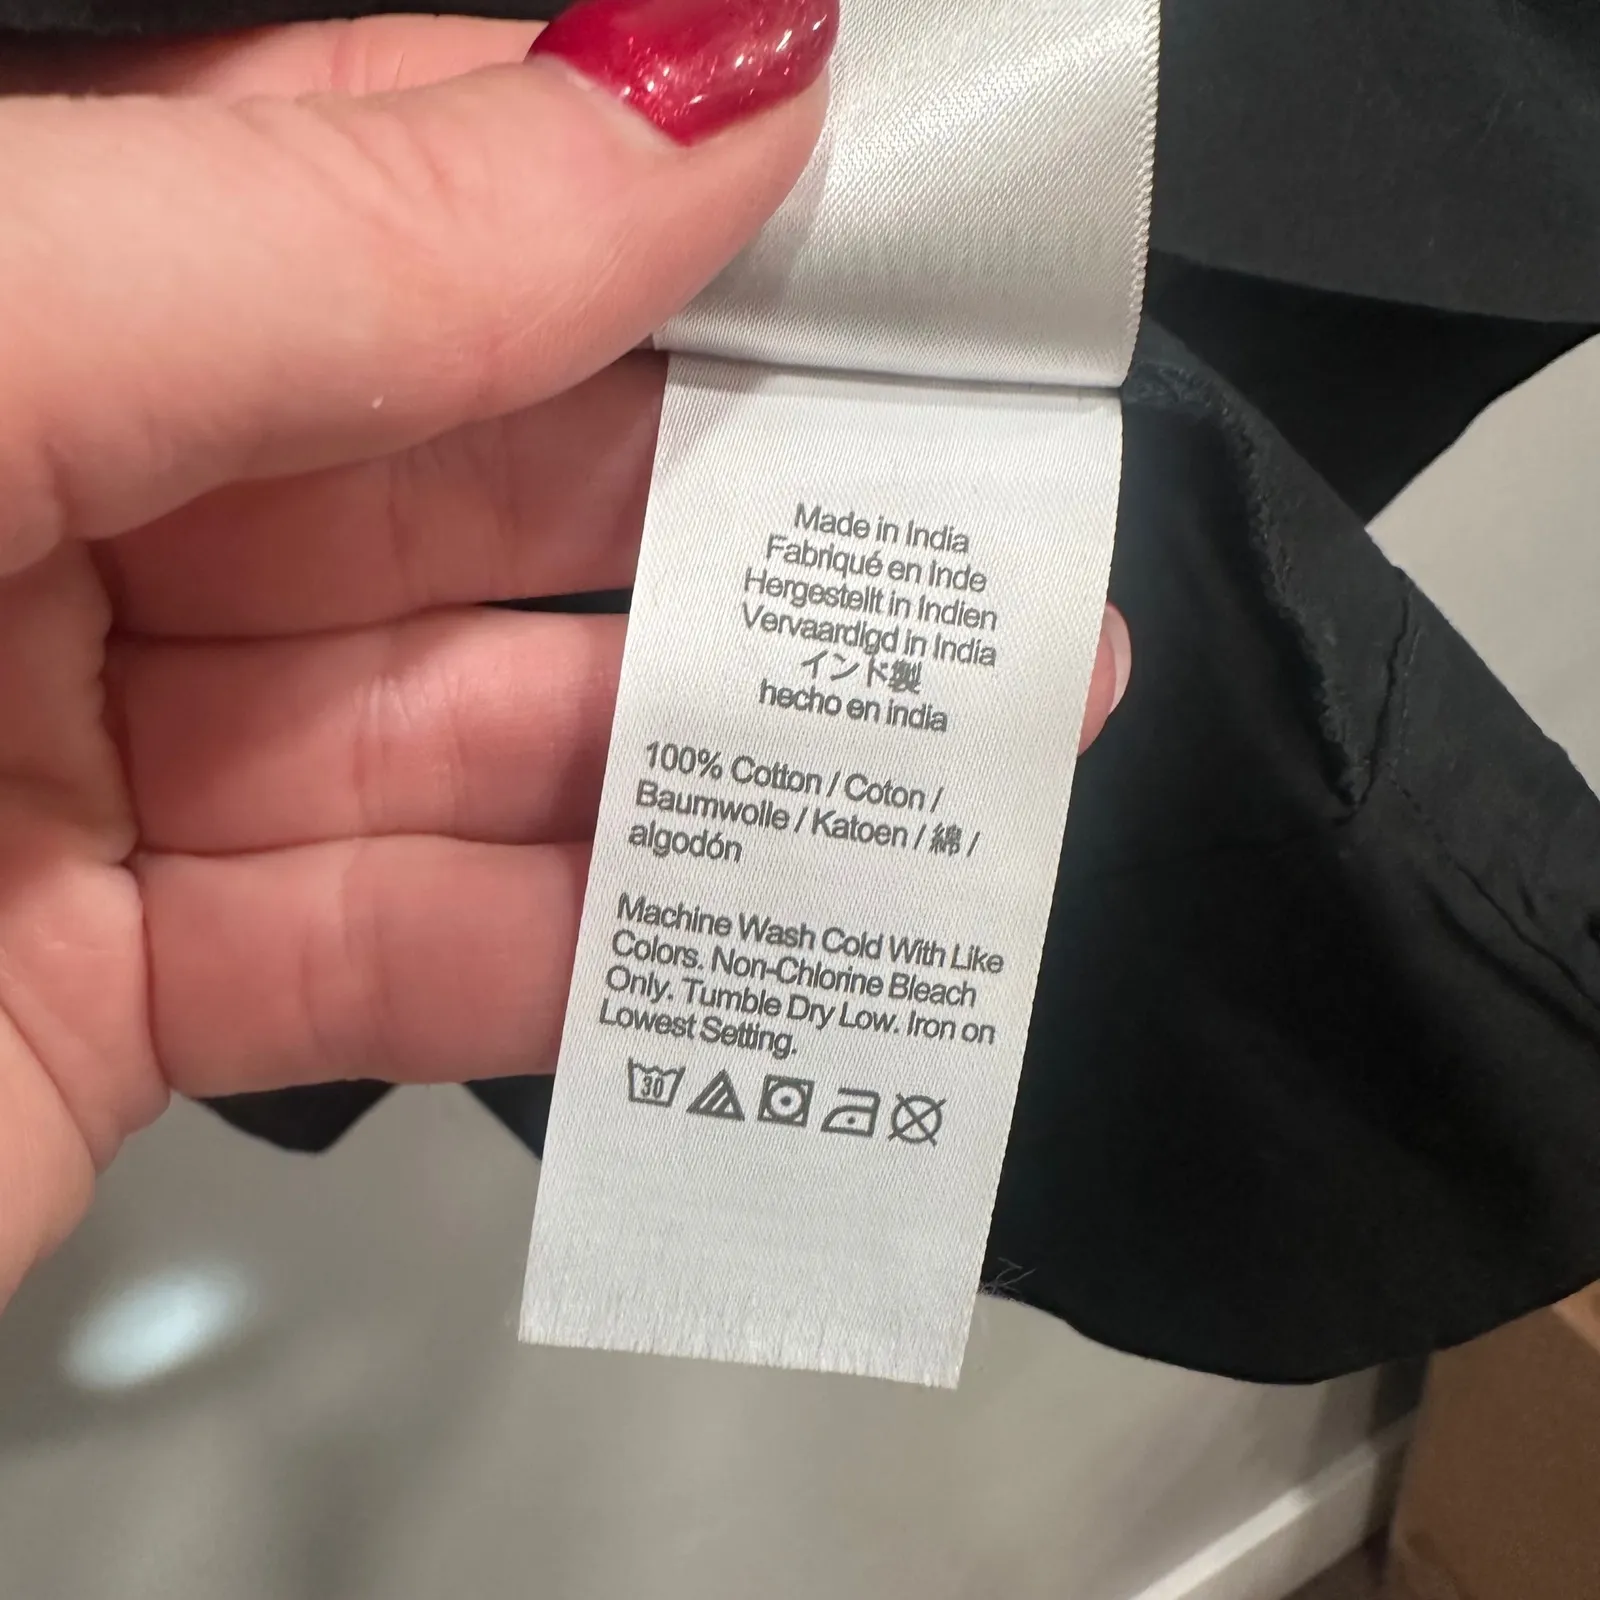 Made in India
Fabriqué en Inde
Hergestellt in Indien
Vervaardigd in India
インド製
hecho en india
100% Cotton / Coton /
Baumwolle / Katoen / 綿 /
algodón
Machine Wash Cold With Like
Colors. Non-Chlorine Bleach
Only. Tumble Dry Low. Iron on
Lowest Setting.
30